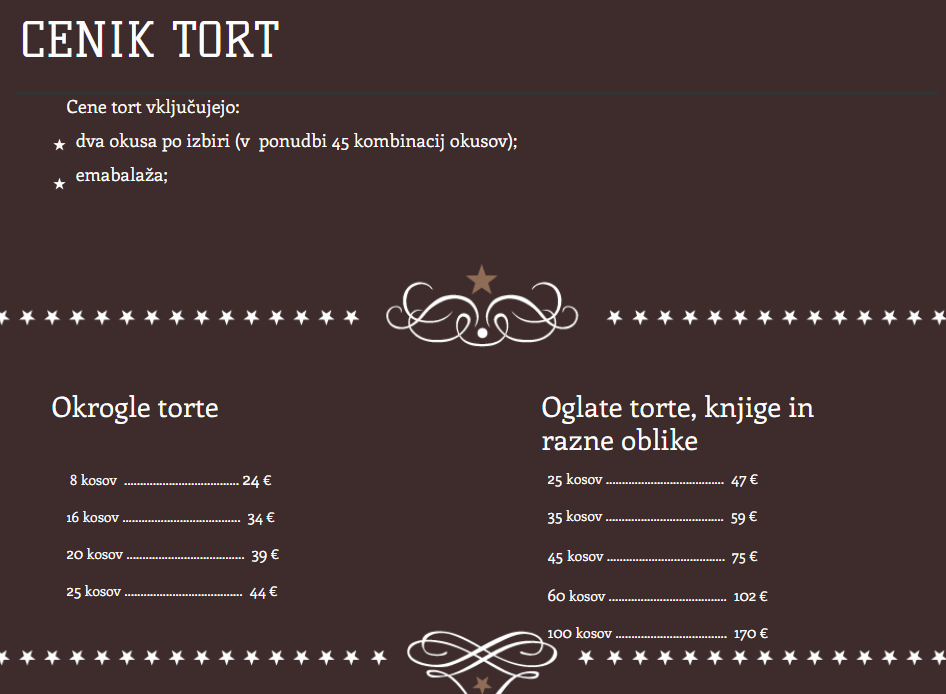 CENIK TORT
Cene tort vključujejo:
dva okusa po izbiri (v ponudbi 45 kombinacij okusov);
emabalaža;
Okrogle torte
8 kosov .................................... 24 €
16 kosov ..................................... 34 €
20 kosov ..................................... 39 €
25 kosov ..................................... 44 €
Oglate torte, knjige in
razne oblike
25 kosov ..................................... 47 €
35 kosov ..................................... 59 €
45 kosov ..................................... 75 €
60 kosov ..................................... 102 €
100 kosov ................................... 170 €